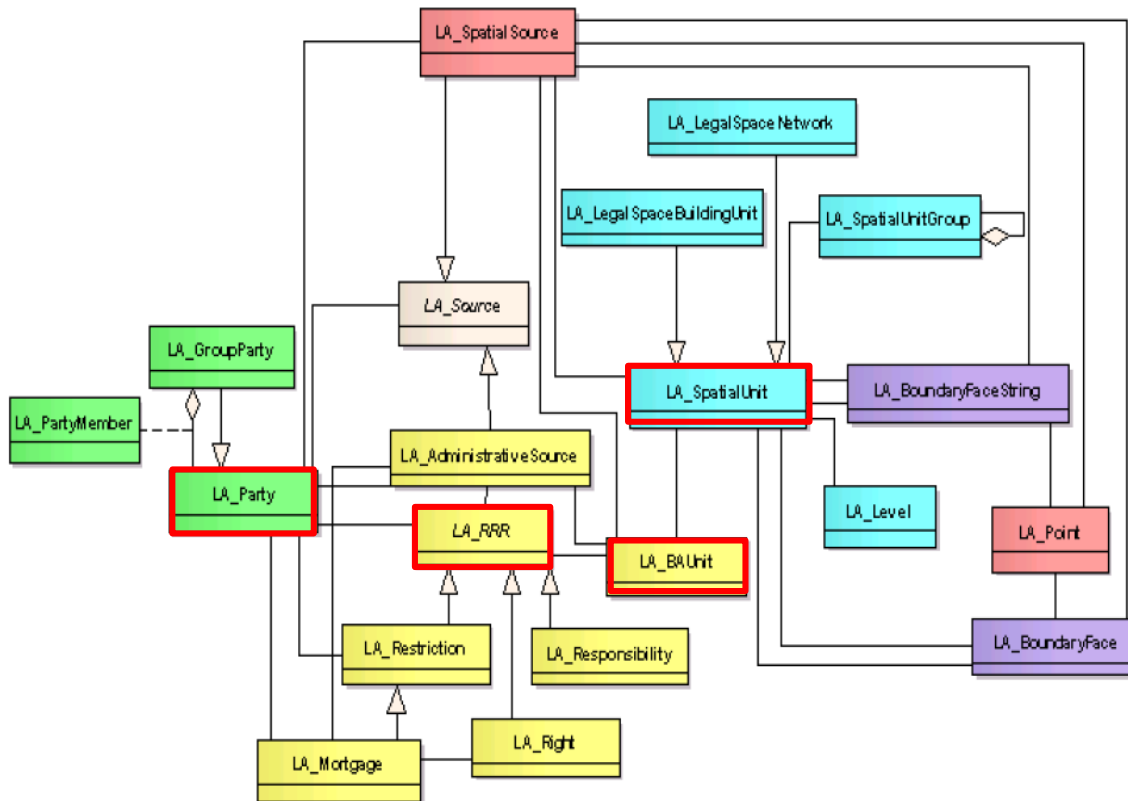 LA_SpatialSource
LA_LegalSpaceNetwork
LA_LegalSpaceBuildingUnit
LA_SpatialUnitGroup
LA_Source
LA_GroupParty
LA_SpatialUnit
LA_BoundaryFaceString
LA_PartyMember
LA_AdministrativeSource
LA_Party
LA_Level
LA_RRR
LA_Point
LA_BAUnit
LA_Restriction
LA_Responsibility
LA_BoundaryFace
LA_Right
LA_Mortgage